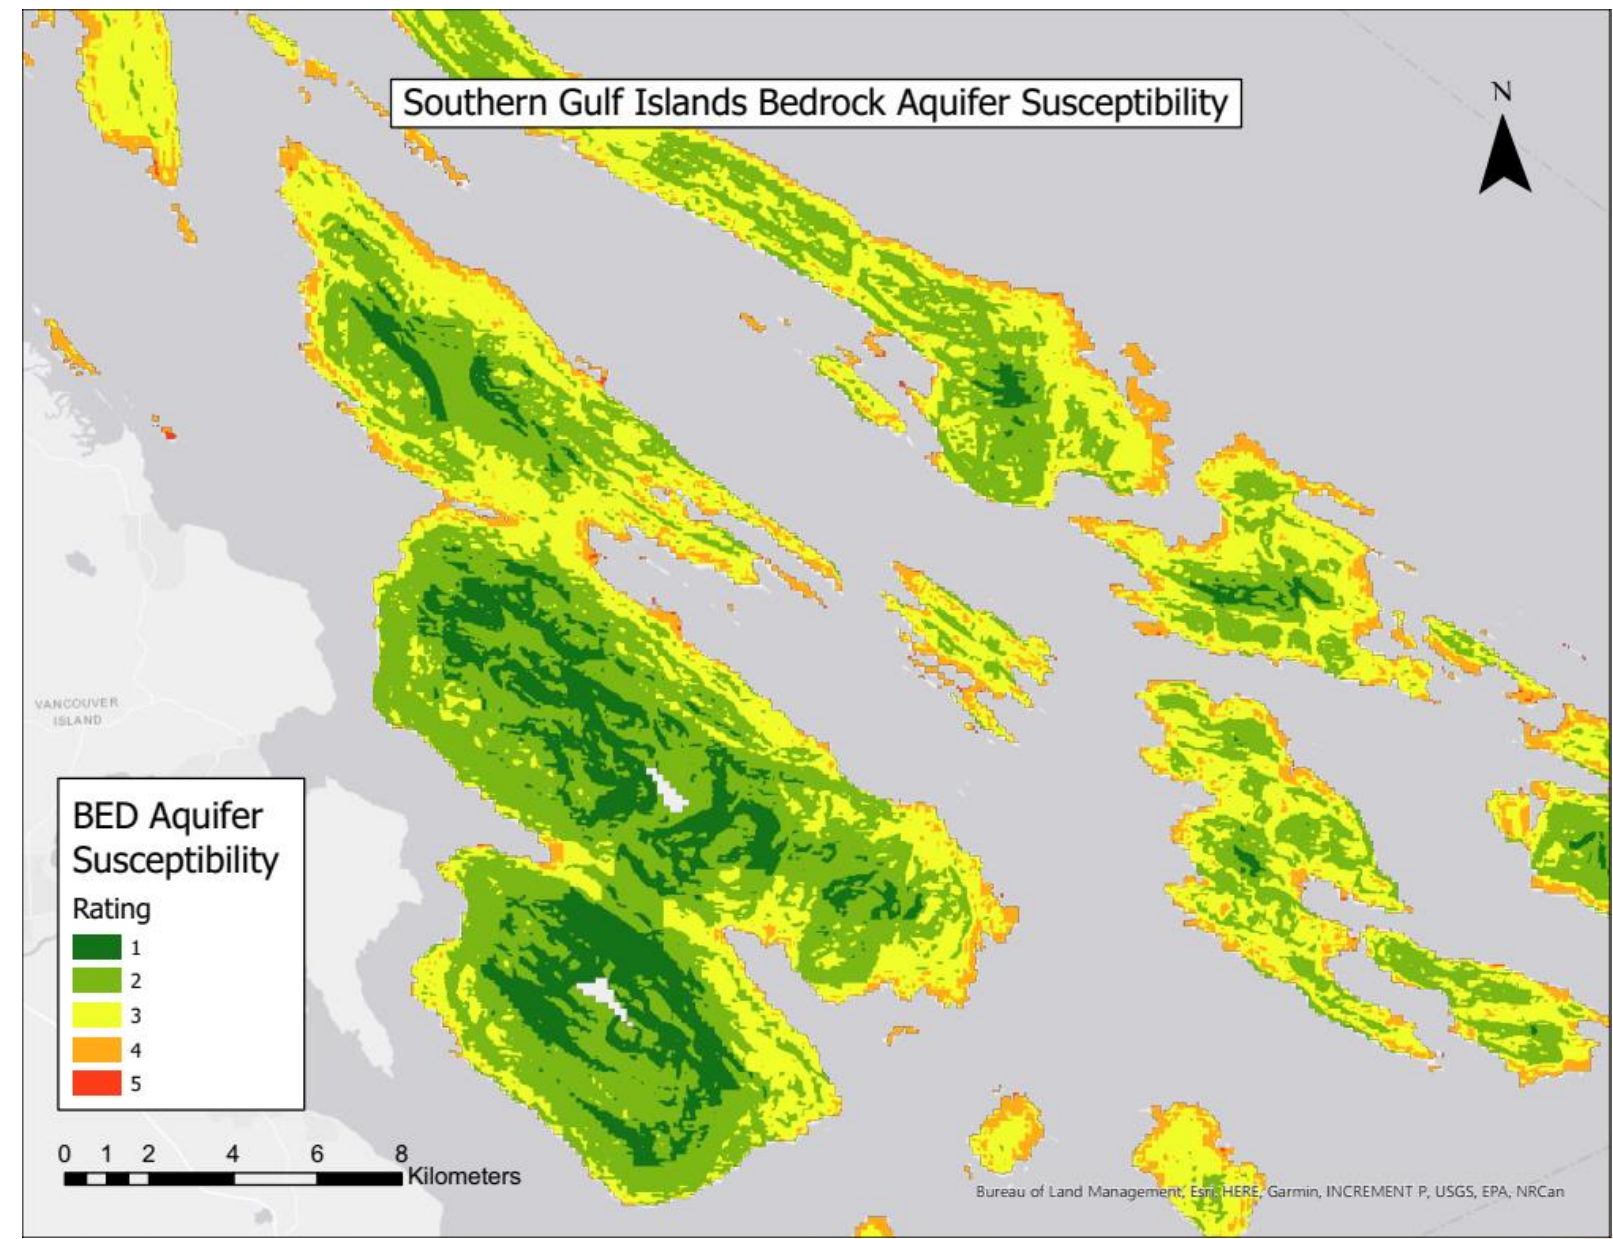 Southern Gulf Islands Bedrock Aquifer Susceptibility
N
VANCOUVER
ISLAND
BED Aquifer
Susceptibility
Rating
1
2
3
4
5
0 1 2 4 6 8
Kilometers
Bureau of Land Management, Esri, HERE, Garmin, INCREMENT P, USGS, EPA, NRCan